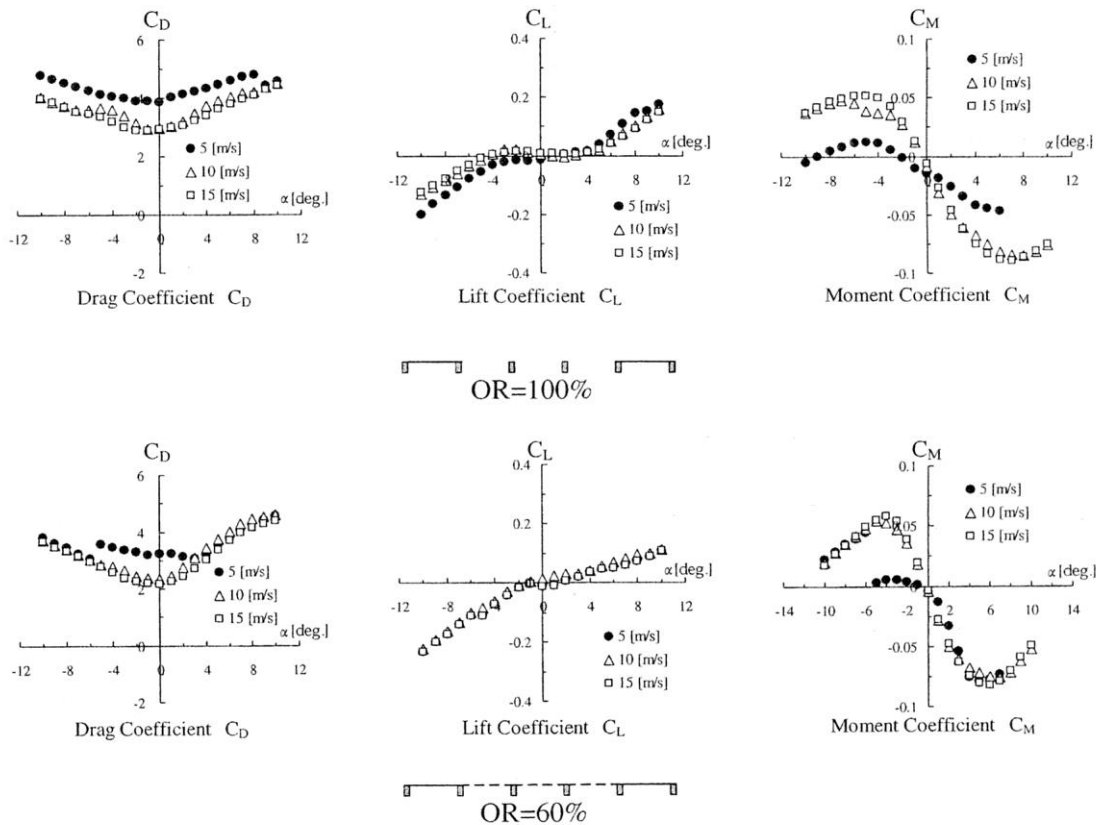 C_D
6
4
2
-2
-12
-8
-4
0
4
8
12
α [deg.]
● 5 [m/s]
△ 10 [m/s]
□ 15 [m/s]
Drag Coefficient C_D
C_L
0.4
0.2
-0.2
-0.4
-12
-8
-4
0
4
8
12
α [deg.]
● 5 [m/s]
△ 10 [m/s]
□ 15 [m/s]
Lift Coefficient C_L
C_M
0.1
0.05
0
-0.05
-0.1
-12
-8
-4
0
4
8
12
α [deg.]
● 5 [m/s]
△ 10 [m/s]
□ 15 [m/s]
Moment Coefficient C_M
OR=100%
C_D
6
4
2
0
-2
-12
-8
-4
0
4
8
12
α [deg.]
● 5 [m/s]
△ 10 [m/s]
□ 15 [m/s]
Drag Coefficient C_D
C_L
0.4
0.2
-0.2
-0.4
-12
-8
-4
0
4
8
12
α [deg.]
● 5 [m/s]
△ 10 [m/s]
□ 15 [m/s]
Lift Coefficient C_L
C_M
0.1
0.05
0
-0.05
-0.1
-14
-10
-6
-2
2
6
10
14
α [deg.]
● 5 [m/s]
△ 10 [m/s]
□ 15 [m/s]
Moment Coefficient C_M
OR=60%